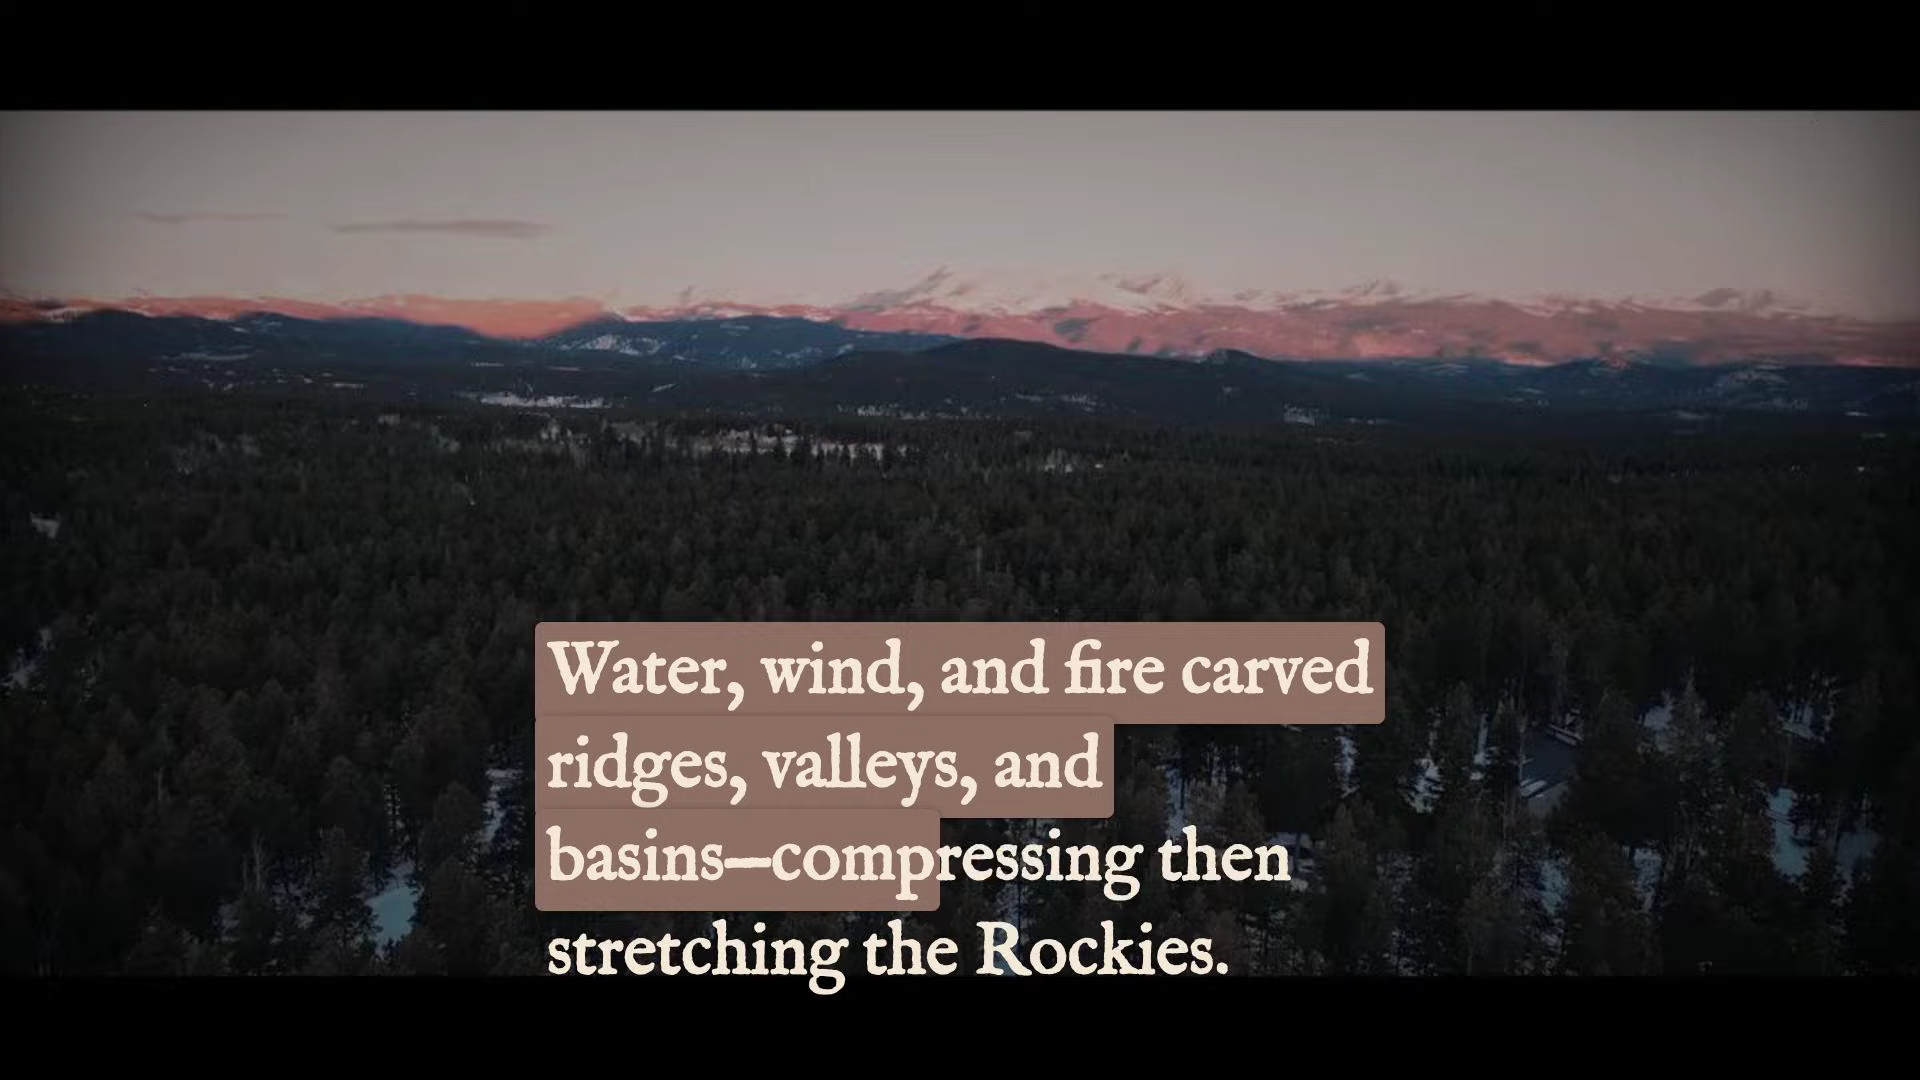 Water, wind, and fire carved
ridges, valleys, and
basins—compressing then
stretching the Rockies.